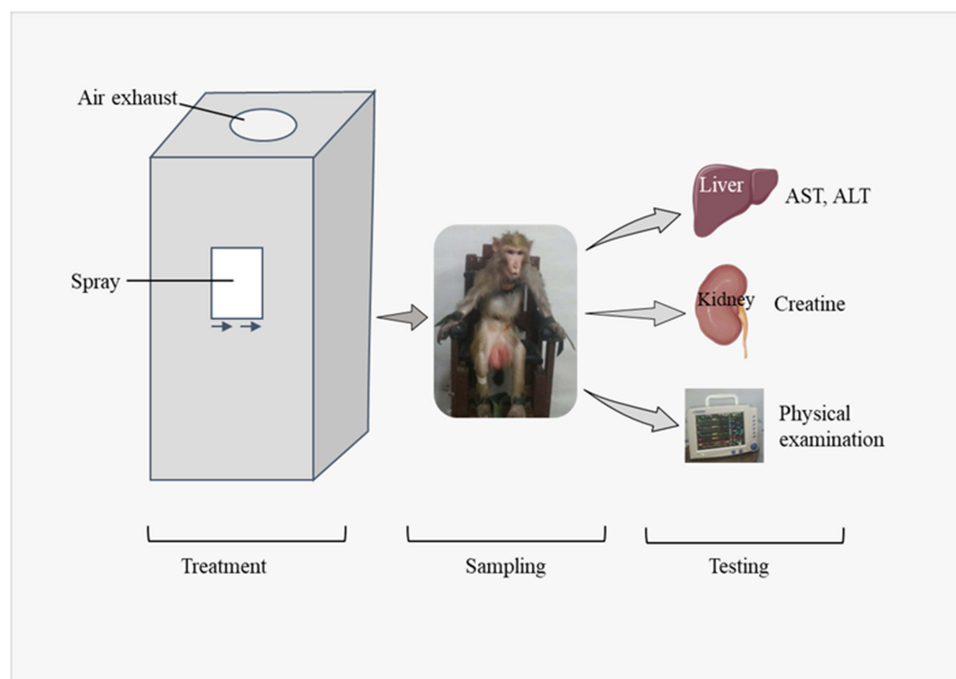 Air exhaust
Spray
Liver
AST, ALT
Kidney
Creatine
Physical
examination
Treatment
Sampling
Testing